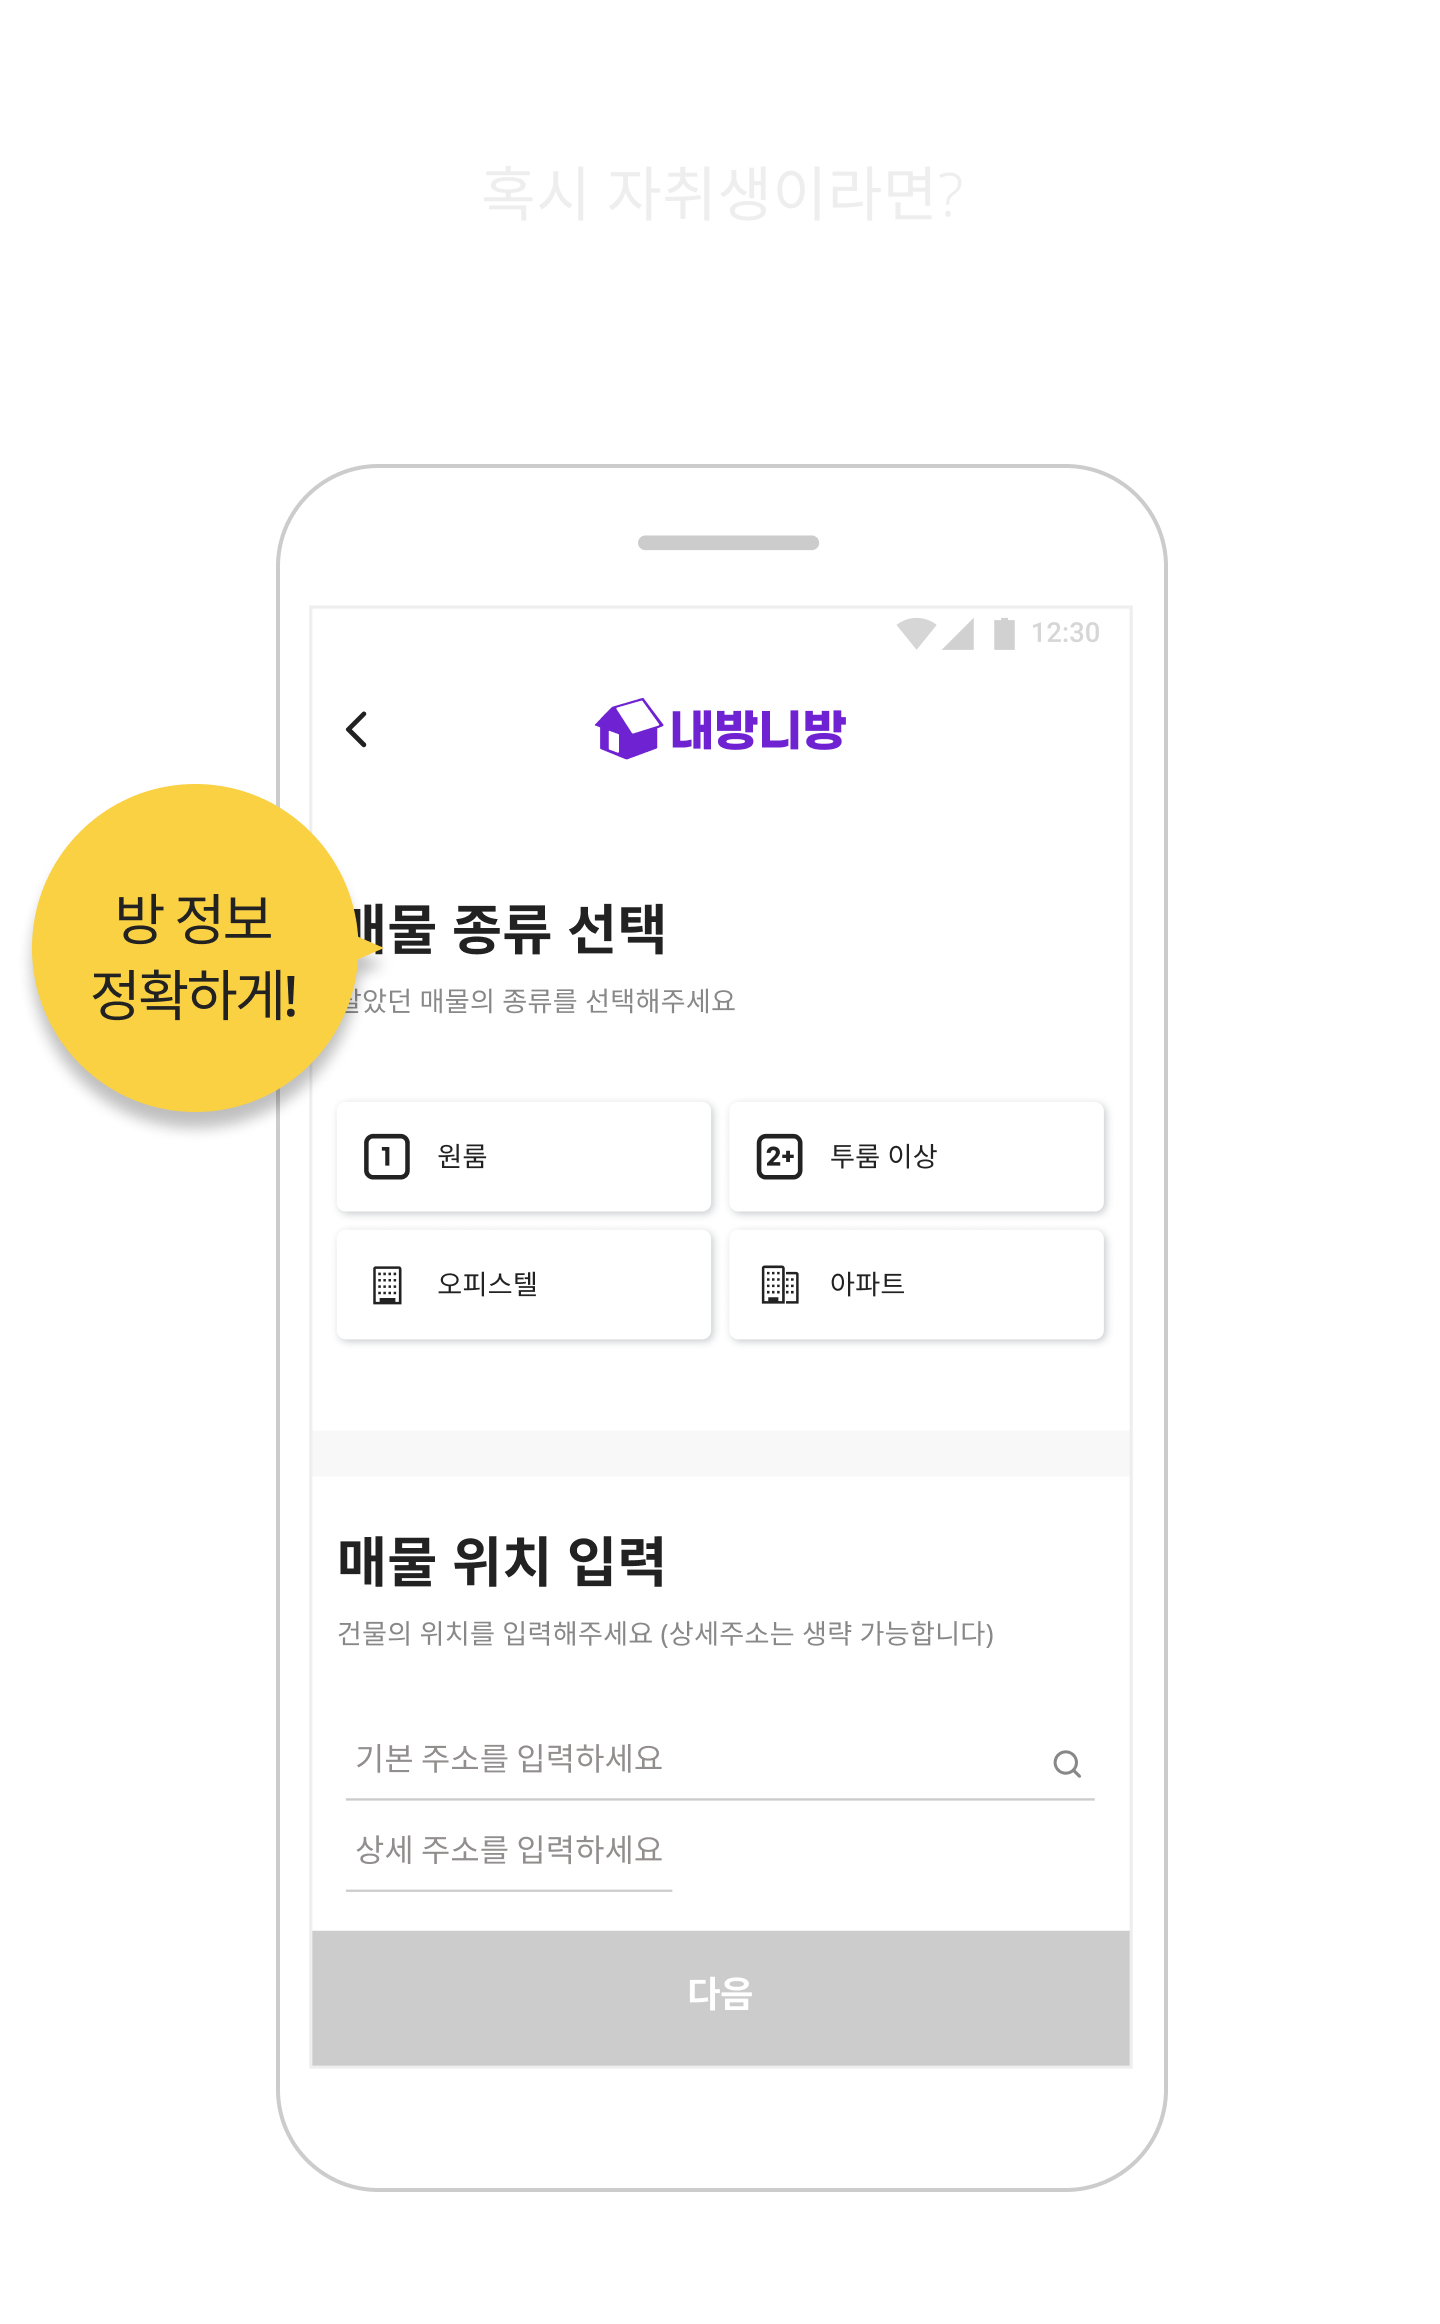 혹시 자취생이라면?
12:30
내방니방
방 정보
정확하게!
매물 종류 선택
살았던 매물의 종류를 선택해주세요
1 원룸
2+ 투룸 이상
오피스텔
아파트
매물 위치 입력
건물의 위치를 입력해주세요 (상세주소는 생략 가능합니다)
기본 주소를 입력하세요
상세 주소를 입력하세요
다음